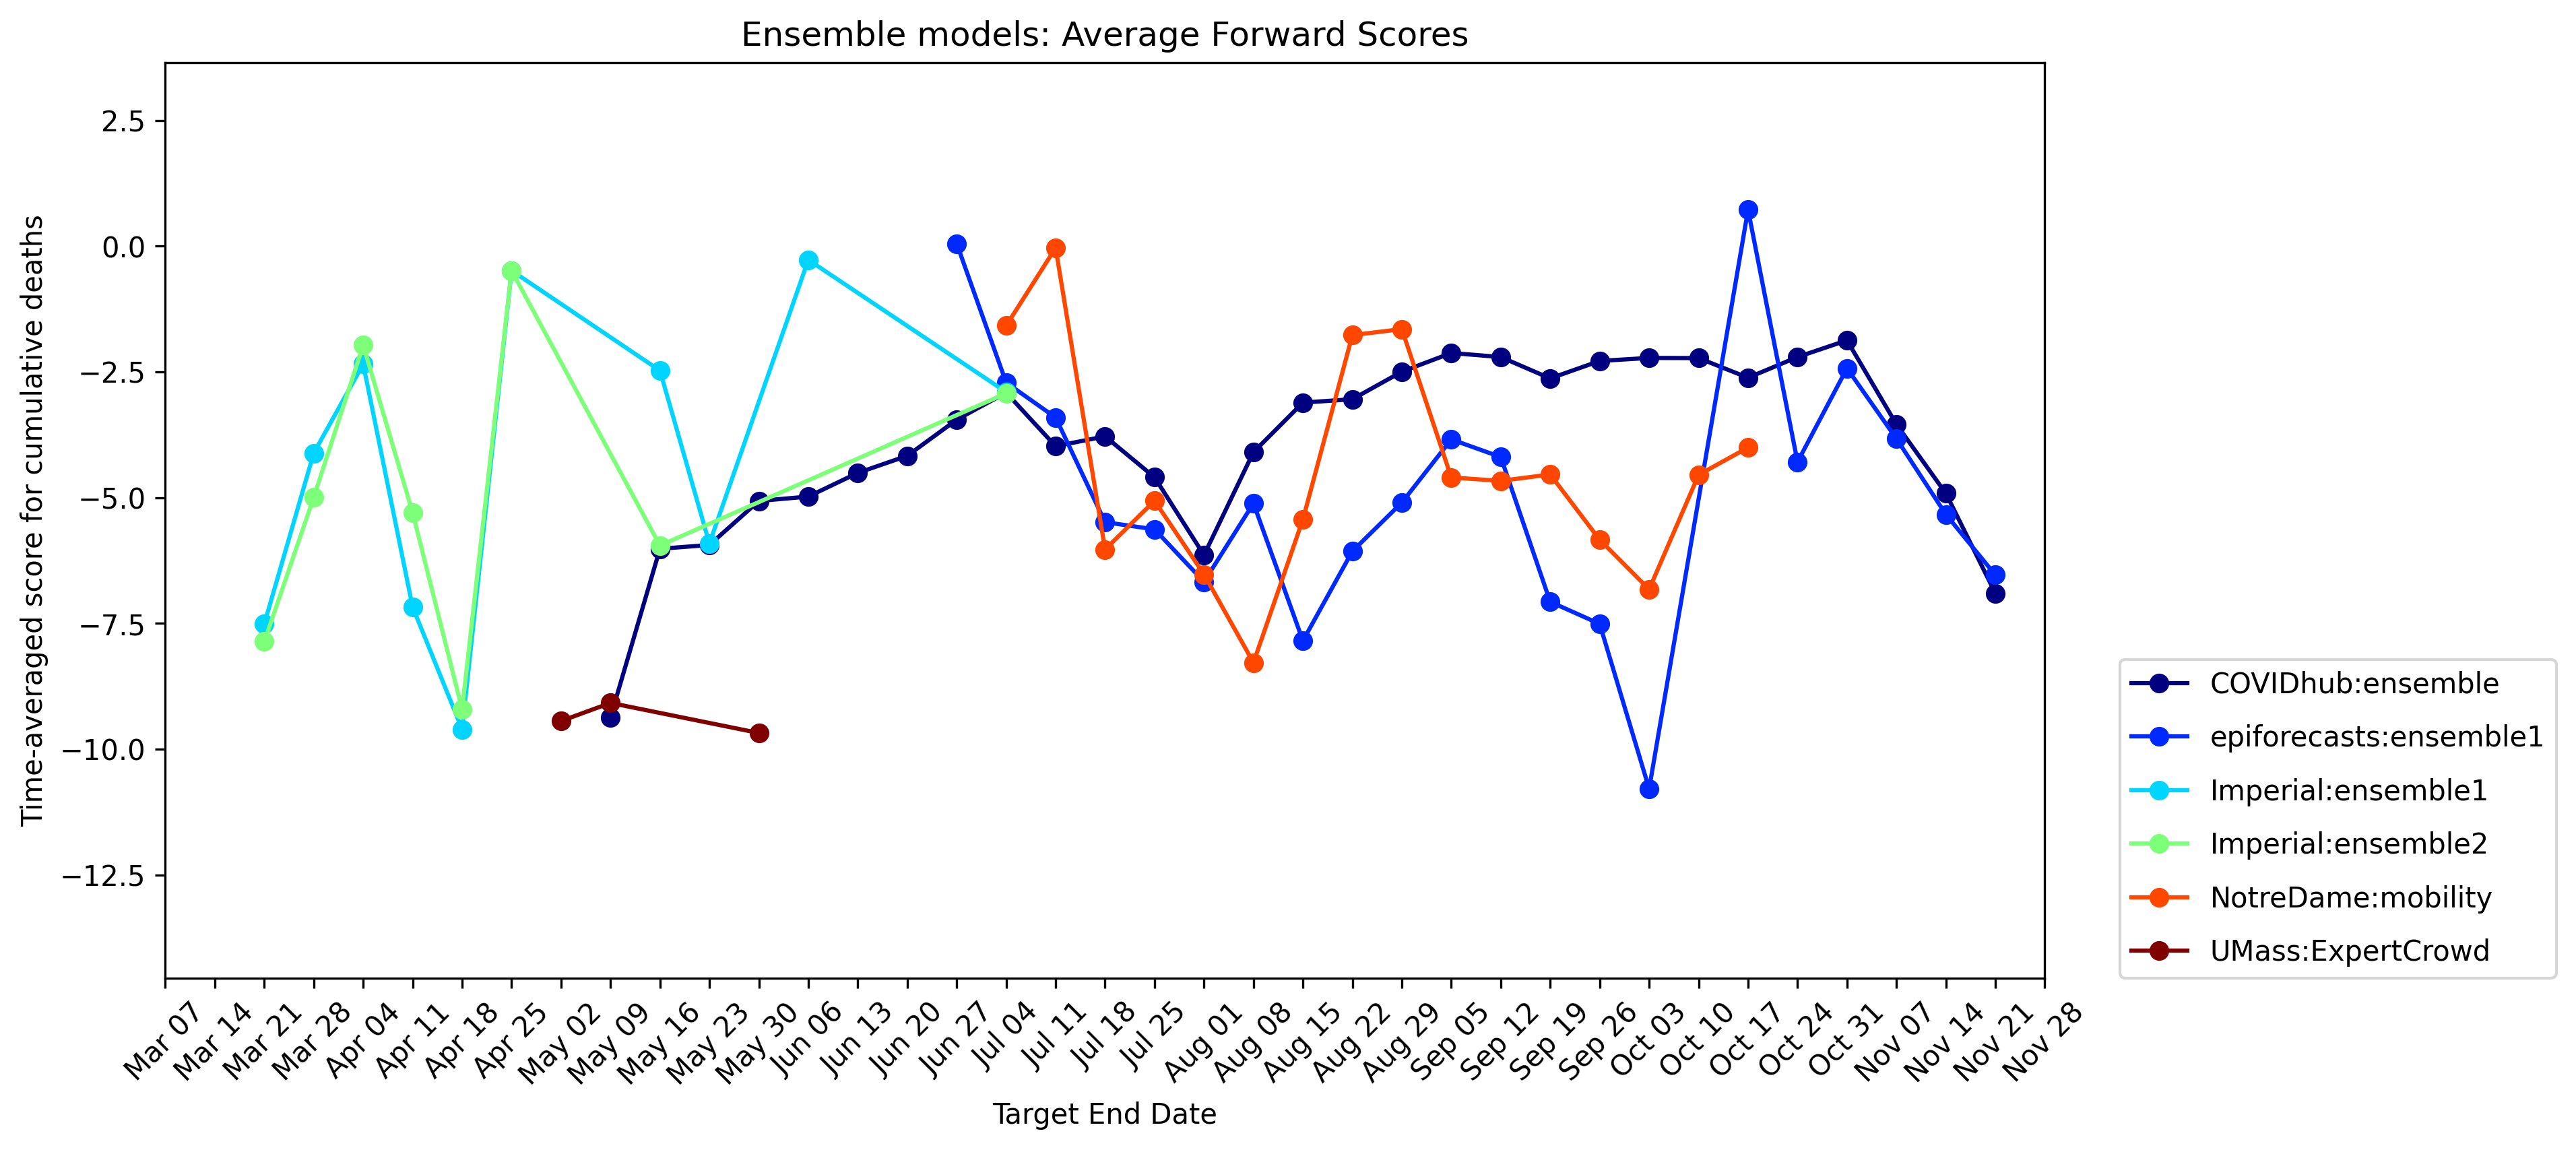 Ensemble models: Average Forward Scores
Time-averaged score for cumulative deaths
2.5
0.0
−2.5
−5.0
−7.5
−10.0
−12.5
Mar 07
Mar 14
Mar 21
Mar 28
Apr 04
Apr 11
Apr 18
Apr 25
May 02
May 09
May 16
May 23
May 30
Jun 06
Jun 13
Jun 20
Jun 27
Jul 04
Jul 11
Jul 18
Jul 25
Aug 01
Aug 08
Aug 15
Aug 22
Aug 29
Aug 05
Sep 12
Sep 19
Sep 26
Sep 03
Oct 10
Oct 17
Oct 24
Oct 31
Oct 07
Nov 14
Nov 21
Nov 28
Target End Date
COVIDhub:ensemble
epiforecasts:ensemble1
Imperial:ensemble1
Imperial:ensemble2
NotreDame:mobility
UMass:ExpertCrowd